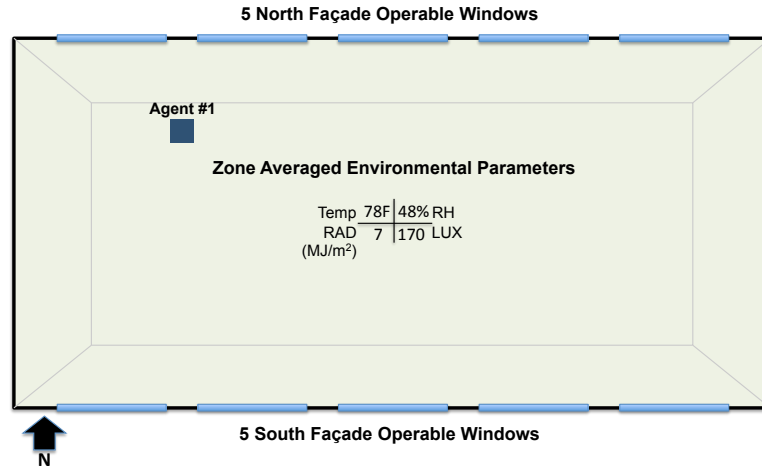 5 North Façade Operable Windows
Agent #1
Zone Averaged Environmental Parameters
Temp 78F 48% RH
RAD 7 170 LUX
(MJ/m²)
5 South Façade Operable Windows
N